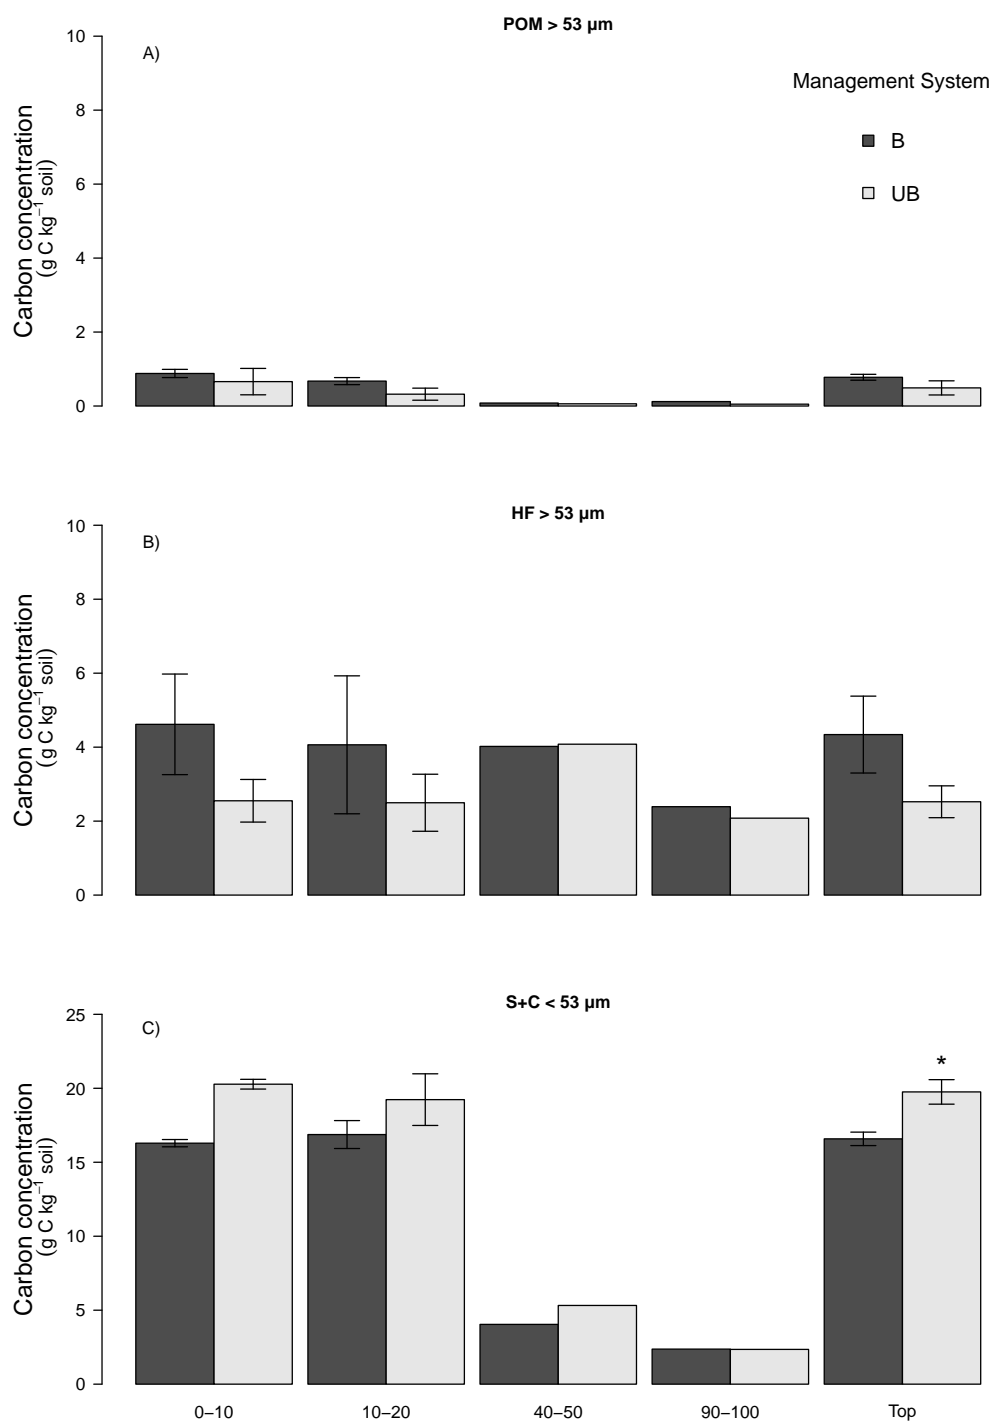 POM > 53 µm
A)
Management System
B
UB
Carbon concentration
(g C kg⁻¹ soil)
10
8
6
4
2
0
HF > 53 µm
B)
Carbon concentration
(g C kg⁻¹ soil)
10
8
6
4
2
0
S+C < 53 µm
C)
*
Carbon concentration
(g C kg⁻¹ soil)
25
20
15
10
5
0
0–10 10–20 40–50 90–100 Top